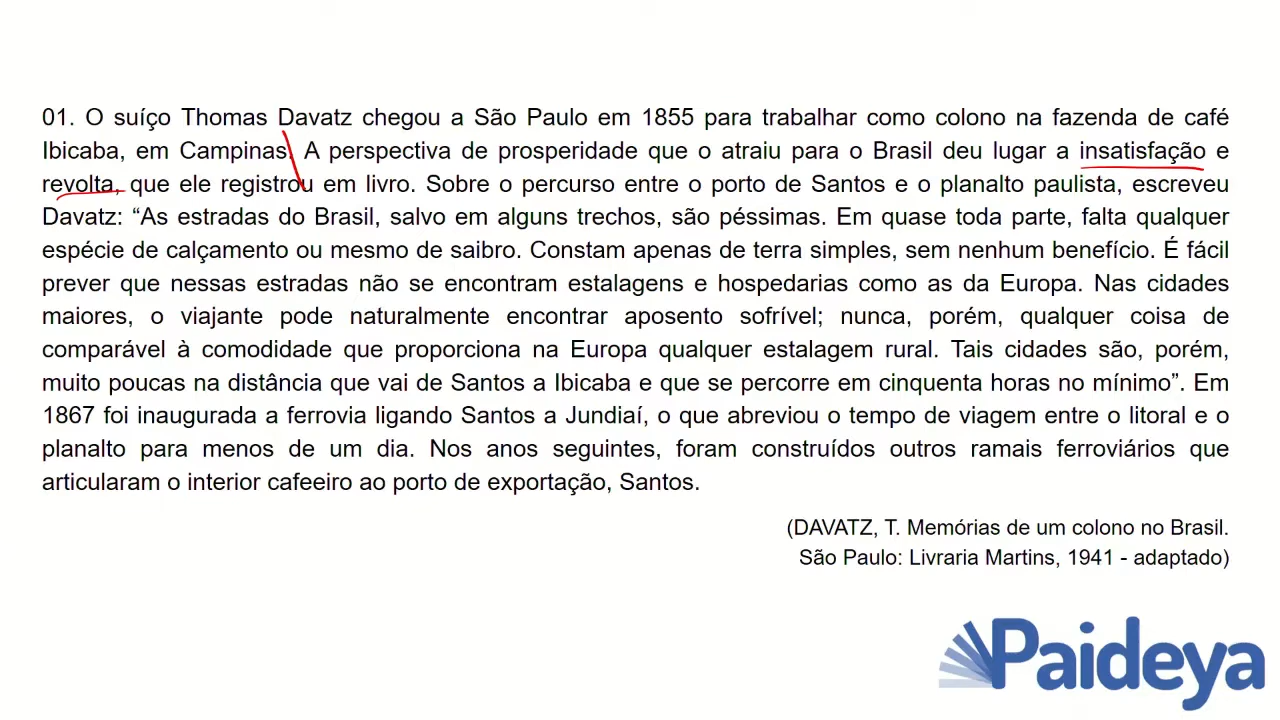 01. O suíço Thomas Davatz chegou a São Paulo em 1855 para trabalhar como colono na fazenda de café
Ibicaba, em Campinas. A perspectiva de prosperidade que o atraiu para o Brasil deu lugar a insatisfação e
revolta, que ele registrou em livro. Sobre o percurso entre o porto de Santos e o planalto paulista, escreveu
Davatz: “As estradas do Brasil, salvo em alguns trechos, são péssimas. Em quase toda parte, falta qualquer
espécie de calçamento ou mesmo de saibro. Constam apenas de terra simples, sem nenhum benefício. É fácil
prever que nessas estradas não se encontram estalagens e hospedarias como as da Europa. Nas cidades
maiores, o viajante pode naturalmente encontrar aposento sofrível; nunca, porém, qualquer coisa de
comparável à comodidade que proporciona na Europa qualquer estalagem rural. Tais cidades são, porém,
muito poucas na distância que vai de Santos a Ibicaba e que se percorre em cinquenta horas no mínimo”. Em
1867 foi inaugurada a ferrovia ligando Santos a Jundiaí, o que abreviou o tempo de viagem entre o litoral e o
planalto para menos de um dia. Nos anos seguintes, foram construídos outros ramais ferroviários que
articularam o interior cafeeiro ao porto de exportação, Santos.
(DAVATZ, T. Memórias de um colono no Brasil.
São Paulo: Livraria Martins, 1941 - adaptado)
Paideya